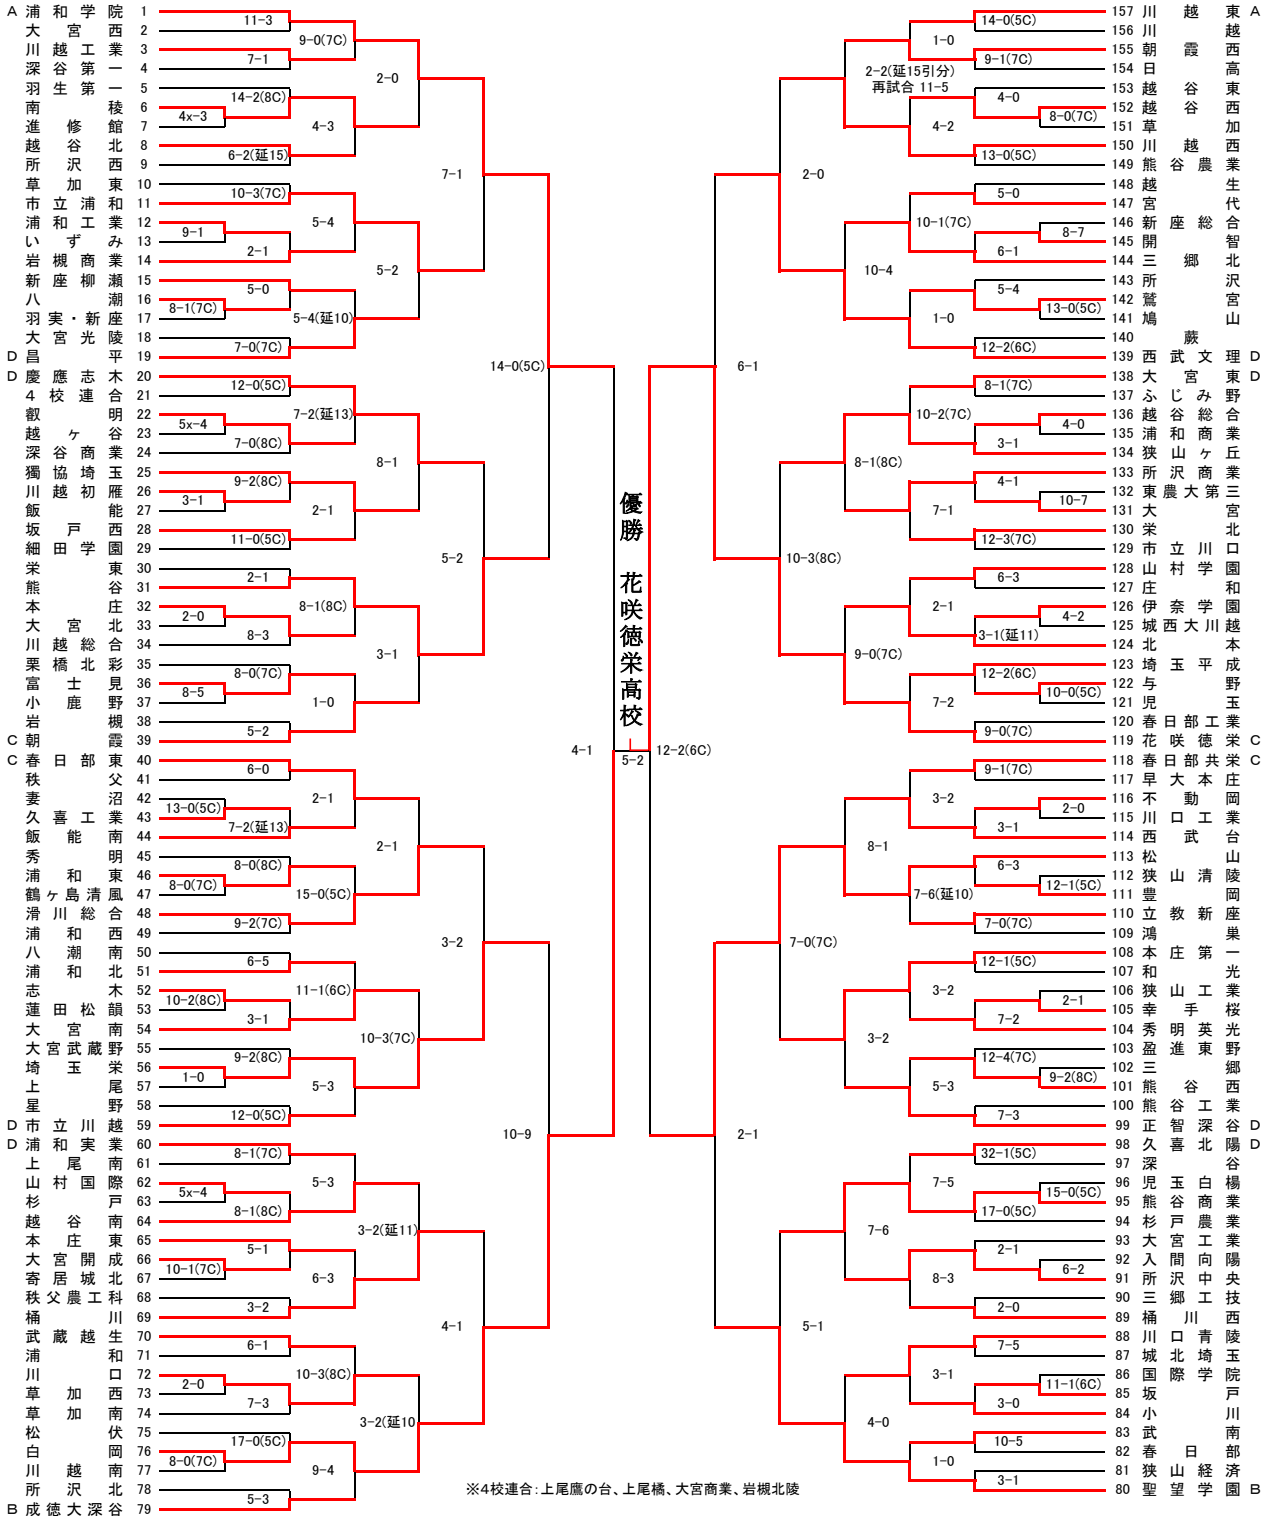 A 浦和学院 1
大宮西 2
川越工業 3
深谷第一 4
羽生第一 5
南稜 6
進修館 7
越谷北 8
所沢西 9
草加東 10
市立浦和 11
浦和工業 12
いずみ 13
岩槻商業 14
新座柳瀬 15
八潮 16
羽実・新座 17
大宮光陵 18
D 昌平 19
D 慶應志木 20
4校連合 21
叡明 22
越ヶ谷 23
深谷商業 24
獨協埼玉 25
川越初雁 26
飯能 27
坂戸西 28
細田学園 29
栄東 30
熊谷 31
本庄 32
大宮北 33
川越総合 34
栗橋北彩 35
富士見 36
小鹿野 37
岩槻 38
C 朝霞 39
C 春日部東 40
秩父 41
妻沼 42
久喜工業 43
飯能南 44
秀明 45
浦和東 46
鶴ヶ島清風 47
滑川総合 48
浦和西 49
八潮南 50
浦和北 51
志木 52
蓮田松韻 53
大宮南 54
大宮武蔵野 55
埼玉栄 56
上尾 57
星野 58
D 市立川越 59
D 浦和実業 60
上尾南 61
山村国際 62
杉戸 63
越谷南 64
本庄東 65
大宮開成 66
寄居城北 67
秩父農工科 68
桶川 69
武蔵越生 70
浦和 71
川口 72
草加西 73
草加南 74
松伏 75
白岡 76
川越南 77
所沢北 78
B 成徳大深谷 79
11-3
7-1
4x-3
14-2(8C)
6-2(延15)
10-3(7C)
9-1
2-1
5-0
8-1(7C)
7-0(7C)
12-0(5C)
5x-4
7-0(8C)
9-2(8C)
3-1
11-0(5C)
2-1
2-0
8-3
8-0(7C)
8-5
5-2
6-0
13-0(5C)
7-2(延13)
8-0(8C)
8-0(7C)
9-2(7C)
6-5
10-2(8C)
3-1
9-2(8C)
1-0
12-0(5C)
8-1(7C)
5x-4
8-1(8C)
5-1
10-1(7C)
3-2
6-1
2-0
7-3
17-0(5C)
8-0(7C)
5-3
9-0(7C)
4-3
5-4
5-4(延10)
7-2(延13)
2-1
8-1(8C)
1-0
2-1
15-0(5C)
11-1(6C)
5-3
5-3
6-3
10-3(8C)
9-4
2-0
5-2
8-1
3-1
2-1
10-3(7C)
3-2(延11)
3-2(延10
7-1
5-2
3-2
4-1
14-0(5C)
10-9
4-1
優勝 花咲徳栄高校
5-2
12-2(6C)
6-1
2-1
2-0
10-3(8C)
7-0(7C)
5-1
2-2(延15引分)
再試合 11-5
10-4
8-1(8C)
9-0(7C)
8-1
3-2
7-6
4-0
1-0
4-2
10-1(7C)
1-0
10-2(7C)
7-1
2-1
7-2
3-2
7-6(延10)
3-2
5-3
7-5
8-3
3-1
1-0
14-0(5C)
9-1(7C)
4-0
8-0(7C)
13-0(5C)
5-0
8-7
6-1
5-4
13-0(5C)
12-2(6C)
8-1(7C)
4-0
3-1
4-1
10-7
12-3(7C)
6-3
4-2
3-1(延11)
12-2(6C)
10-0(5C)
9-0(7C)
9-1(7C)
2-0
3-1
6-3
12-1(5C)
7-0(7C)
12-1(5C)
2-1
7-2
12-4(7C)
9-2(8C)
7-3
32-1(5C)
15-0(5C)
17-0(5C)
2-1
6-2
2-0
7-5
11-1(6C)
3-0
10-5
3-1
157 川越東 A
156 川越
155 朝霞西
154 日高
153 越谷東
152 越谷西
151 草加
150 川越西
149 熊谷農業
148 越生
147 宮代
146 新座総合
145 開智
144 三郷北
143 所沢
142 鷲宮
141 鳩山
140 蕨
139 西武文理 D
138 大宮東 D
137 ふじみ野
136 越谷総合
135 浦和商業
134 狭山ヶ丘
133 所沢商業
132 東農大第三
131 大宮
130 栄北
129 市立川口
128 山村学園
127 庄和
126 伊奈学園
125 城西大川越
124 北本
123 埼玉平成
122 与野
121 児玉
120 春日部工業
119 花咲徳栄 C
118 春日部共栄 C
117 早大本庄
116 不動岡
115 川口工業
114 西武台
113 松山
112 狭山清陵
111 豊岡
110 立教新座
109 鴻巣
108 本庄第一
107 和光
106 狭山工業
105 幸手桜
104 秀明英光
103 盈進東野
102 三郷
101 熊谷西
100 熊谷工業
99 正智深谷 D
98 久喜北陽 D
97 深谷
96 児玉白楊
95 熊谷商業
94 杉戸農業
93 大宮工業
92 入間向陽
91 所沢中央
90 三郷工技
89 桶川西
88 川口青陵
87 城北埼玉
86 国際学院
85 坂戸
84 小川
83 武南
82 春日部
81 狭山経済
80 聖望学園 B
※4校連合：上尾鷹の台、上尾橘、大宮商業、岩槻北陵